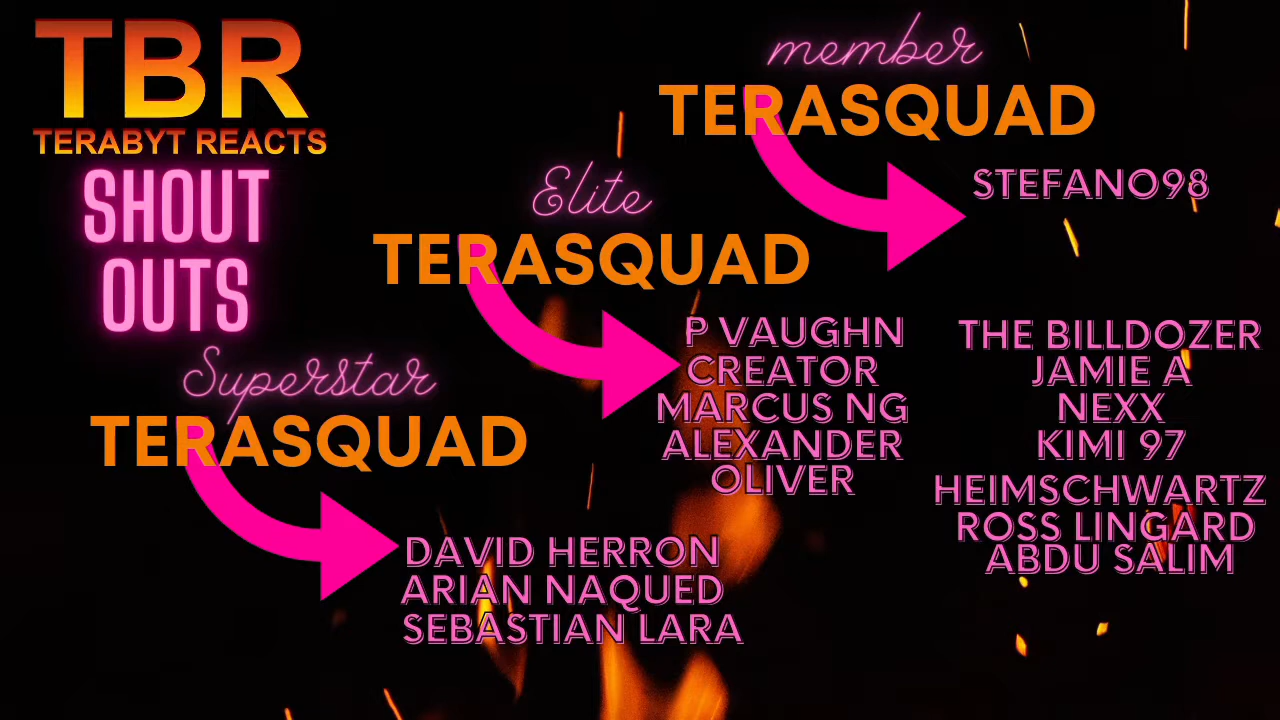 TBR
TERABYT REACTS
SHOUT
OUTS
member
TERASQUAD
STEFANO98
Elite
TERASQUAD
P VAUGHN
CREATOR
MARCUS NG
ALEXANDER
OLIVER
THE BILLDOZER
JAMIE A
NEXX
KIMI 97
HEIMSCHWARTZ
ROSS LINGARD
ABDU SALIM
Superstar
TERASQUAD
DAVID HERRON
ARIAN NAQUED
SEBASTIAN LARA